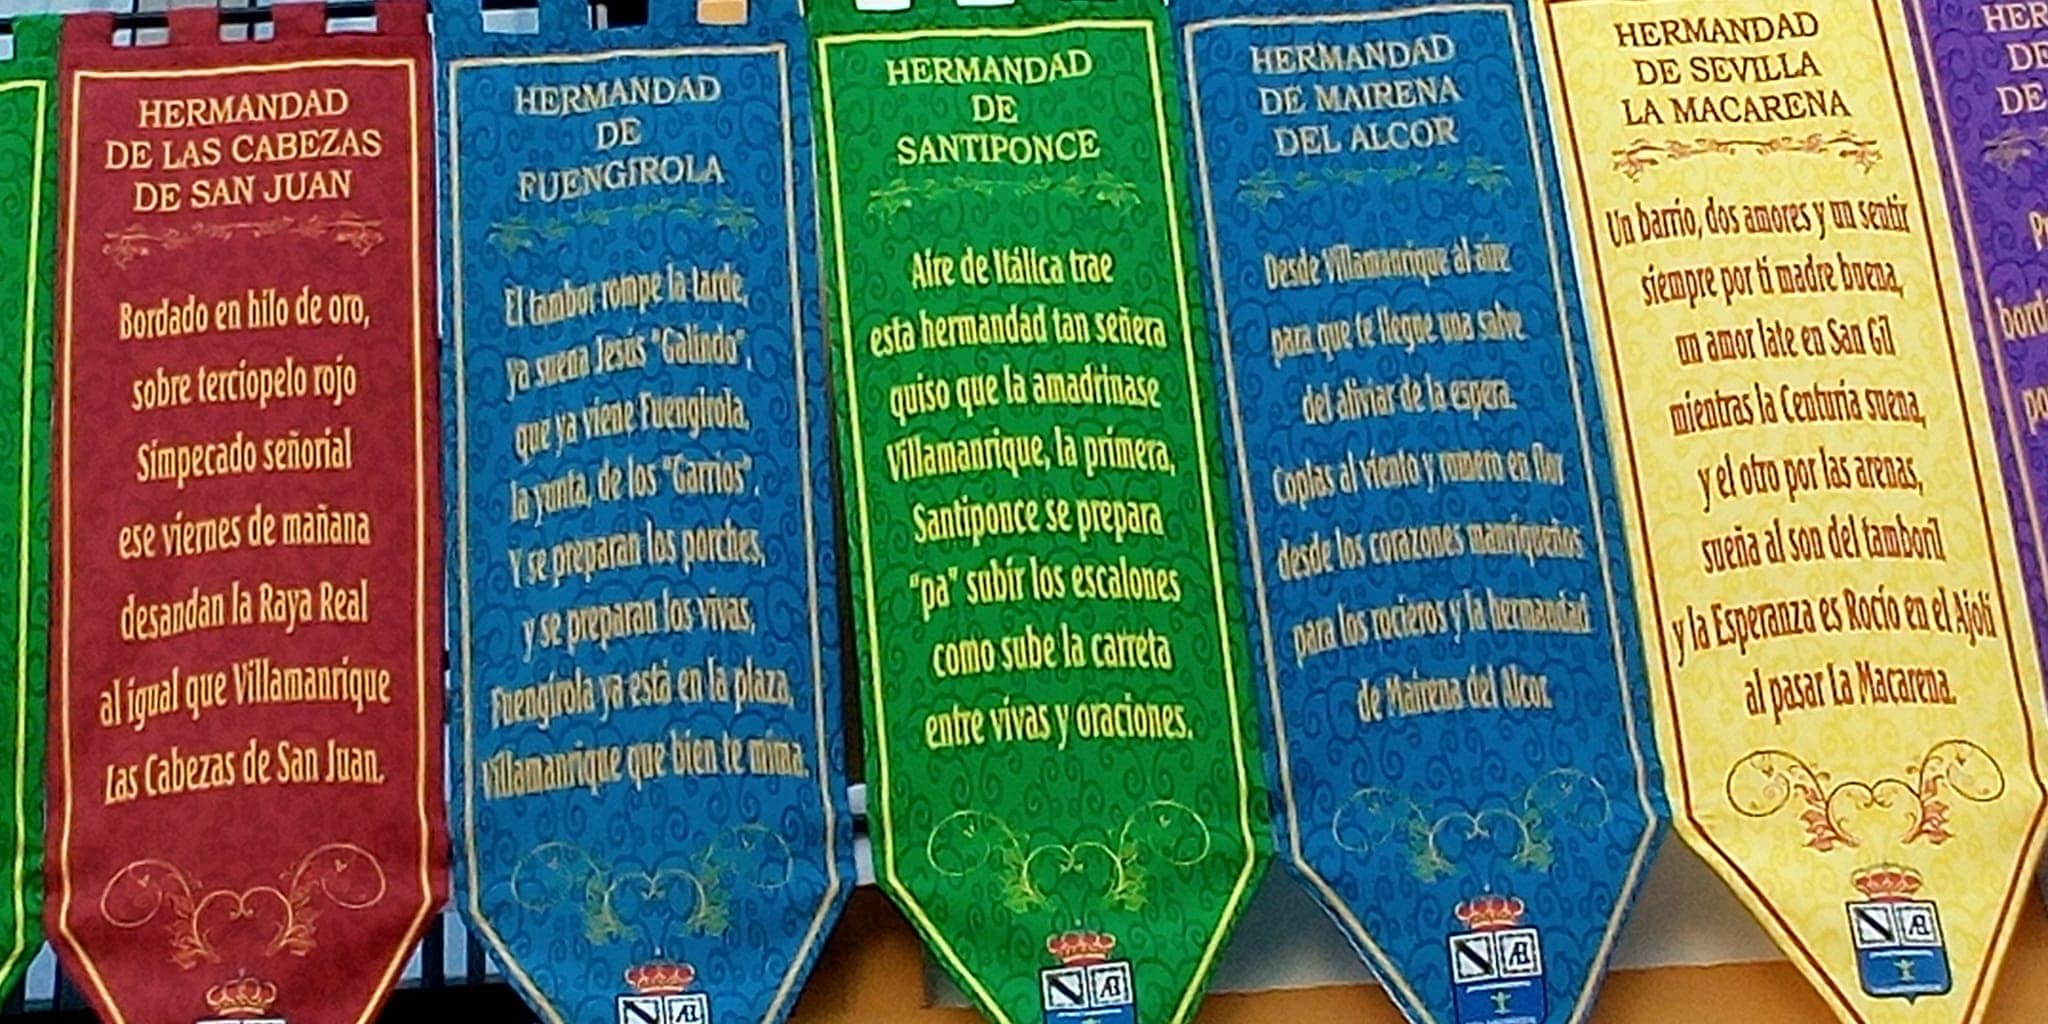 HERMANDAD
DE LAS CABEZAS
DE SAN JUAN
Bordado en hilo de oro,
sobre terciopelo rojo
Simpecado señorial
ese viernes de mañana
desandan la Raya Real
al igual que Villamanrique
Las Cabezas de San Juan.
HERMANDAD
DE
FUENGIROLA
El tambor rompe la tarde,
ya suena Jesús "Galindo",
que ya viene Fuengirola,
la yunta, de los "Garrios".
Y se preparan los porches,
y se preparan los vivas,
Fuengirola ya está en la plaza,
Villamanrique que bien te mima.
HERMANDAD
DE
SANTIPONCE
Aire de Itálica trae
esta hermandad tan señera
quiso que la amadrinase
Villamanrique, la primera,
Santiponce se prepara
"pa" subir los escalones
como sube la carreta
entre vivas y oraciones.
HERMANDAD
DE MAIRENA
DEL ALCOR
Desde Villamanrique al aire
para que te llegue una salve
del aliviar de la espera.
Coplas al viento y romero en flor
desde los corazones manriqueños
para los rocieros y la hermandad
de Mairena del Alcor.
HERMANDAD
DE SEVILLA
LA MACARENA
Un barrio, dos amores y un sentir
siempre por ti madre buena,
un amor late en San Gil
mientras la Centuria suena,
y el otro por las arenas,
sueña al son del tamboril
y la Esperanza es Rocío en el Ajolí
al pasar La Macarena.
HER
DE
DE
bord
po